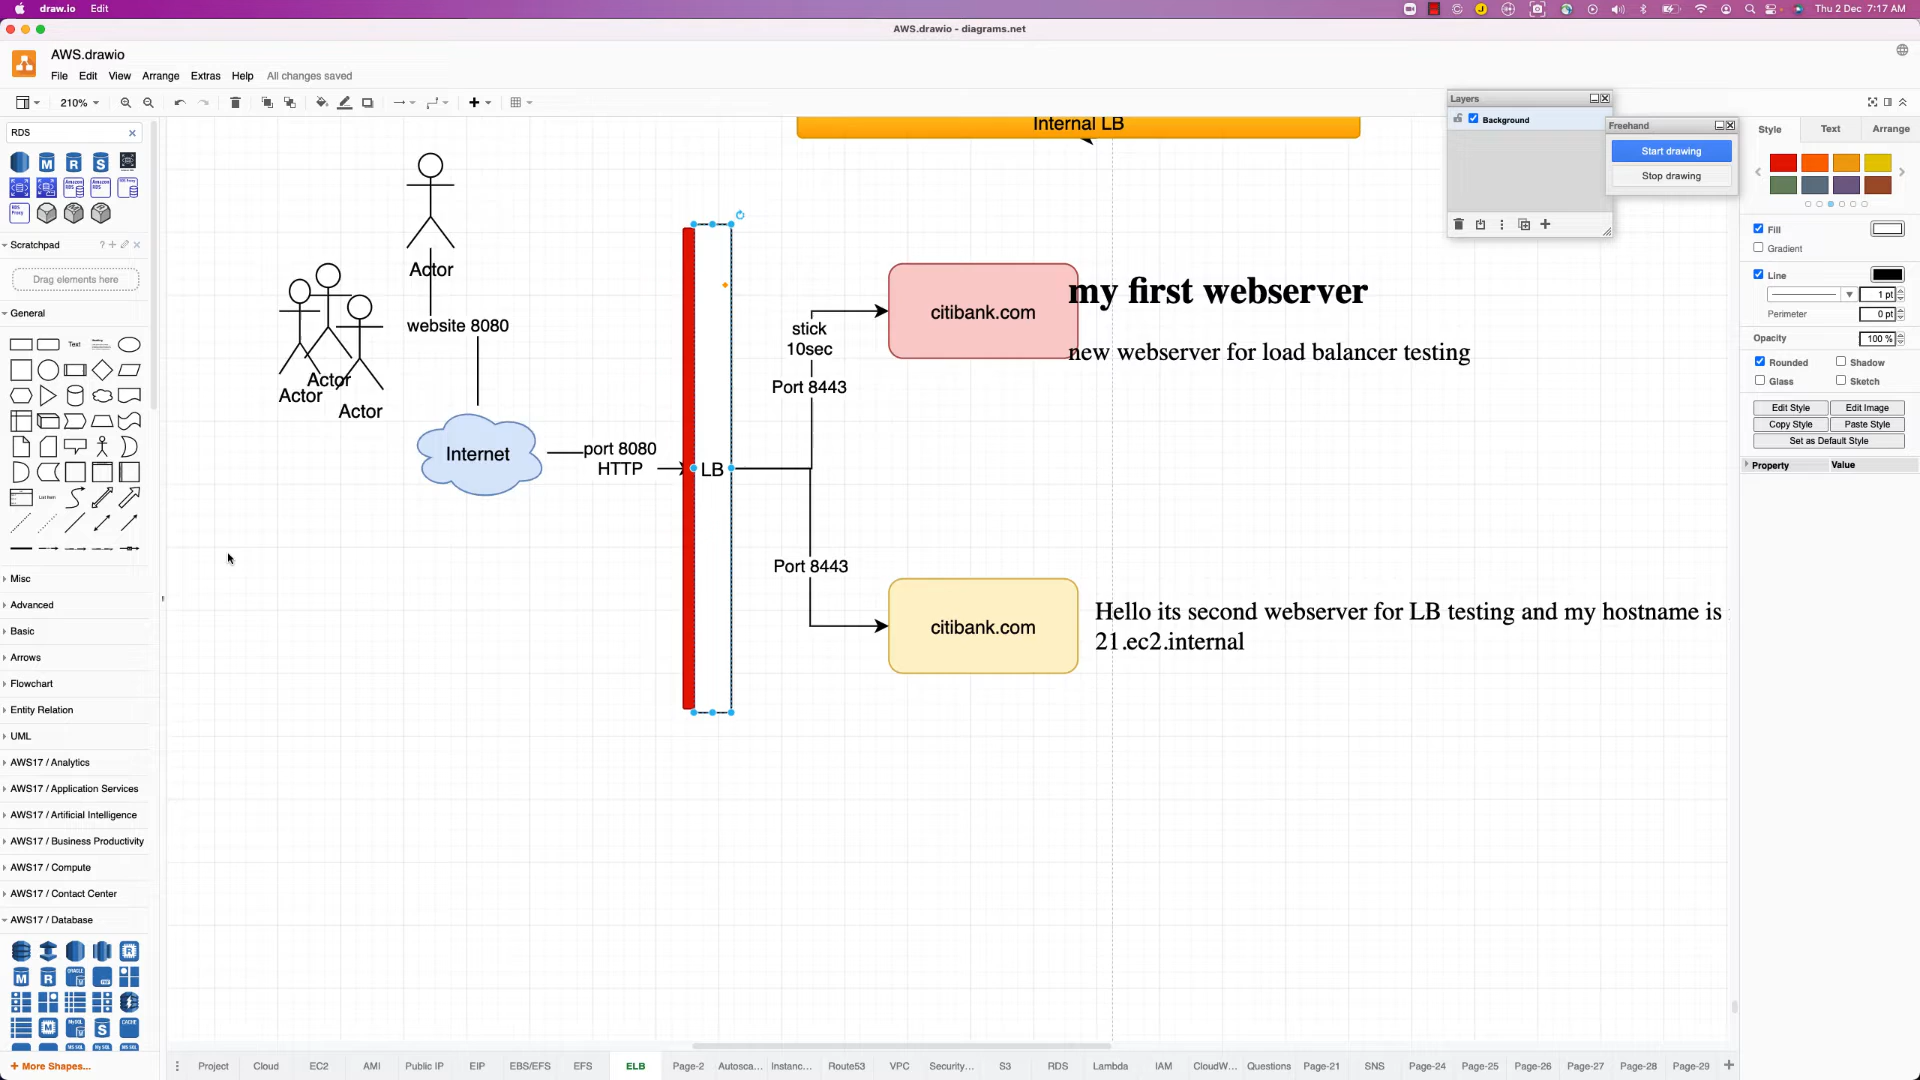 draw.io Edit
Thu 2 Dec 7:17 AM
AWS.drawio - diagrams.net
AWS.drawio
File Edit View Arrange Extras Help All changes saved
210%
RDS
Scratchpad
Drag elements here
General
Text
Misc
Advanced
Basic
Arrows
Flowchart
Entity Relation
UML
AWS17 / Analytics
AWS17 / Application Services
AWS17 / Artificial Intelligence
AWS17 / Business Productivity
AWS17 / Compute
AWS17 / Contact Center
AWS17 / Database
+ More Shapes...
Internal LB
Actor
website 8080
Actor
Actor
Actor
Internet
port 8080
HTTP
LB
stick
10sec
Port 8443
Port 8443
citibank.com
my first webserver
new webserver for load balancer testing
citibank.com
Hello its second webserver for LB testing and my hostname is
21.ec2.internal
Layers
Background
Freehand
Start drawing
Stop drawing
Style Text Arrange
Fill
Gradient
Line
1 pt
Perimeter 0 pt
Opacity 100 %
Rounded Shadow
Glass Sketch
Edit Style Edit Image
Copy Style Paste Style
Set as Default Style
Property Value
Project Cloud EC2 AMI Public IP EIP EBS/EFS EFS ELB Page-2 Autosca... Instanc... Route53 VPC Security... S3 RDS Lambda IAM CloudW... Questions Page-21 SNS Page-24 Page-25 Page-26 Page-27 Page-28 Page-29